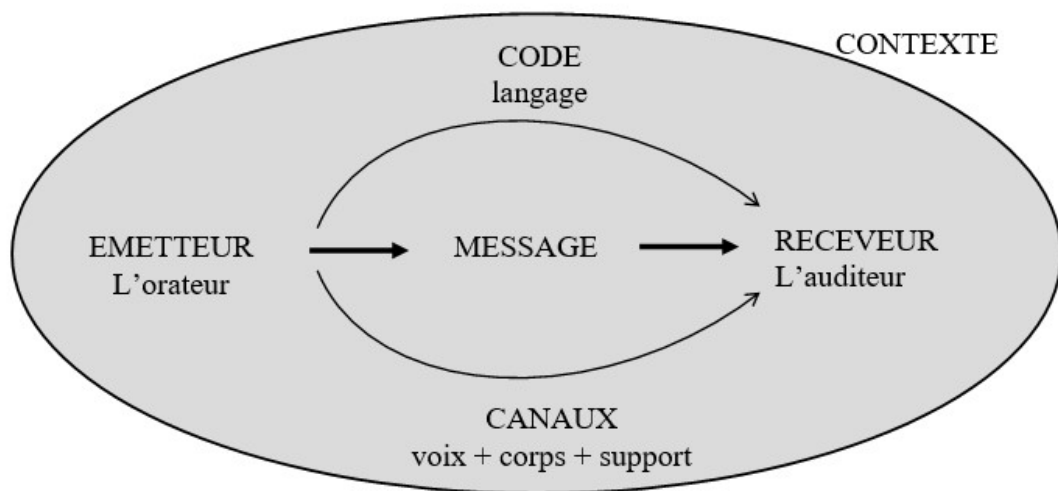 CONTEXTE
CODE
langage
EMETTEUR
L’orateur
MESSAGE
RECEVEUR
L’auditeur
CANAUX
voix + corps + support